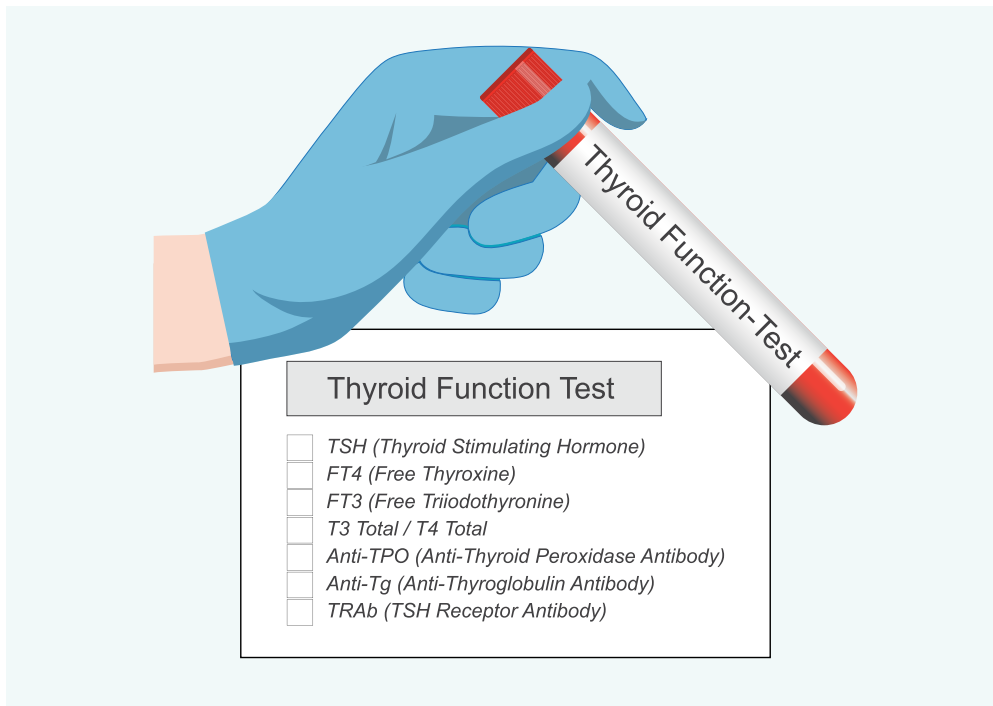 Thyroid Function-Test
Thyroid Function Test
TSH (Thyroid Stimulating Hormone)
FT4 (Free Thyroxine)
FT3 (Free Triiodothyronine)
T3 Total / T4 Total
Anti-TPO (Anti-Thyroid Peroxidase Antibody)
Anti-Tg (Anti-Thyroglobulin Antibody)
TRAb (TSH Receptor Antibody)